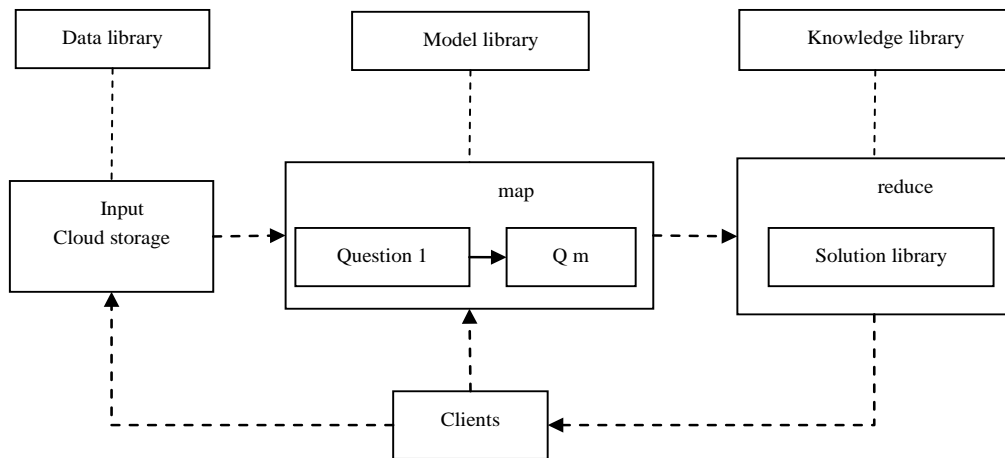 Data library
Model library
Knowledge library
Input
Cloud storage
map
Question 1
Q m
reduce
Solution library
Clients